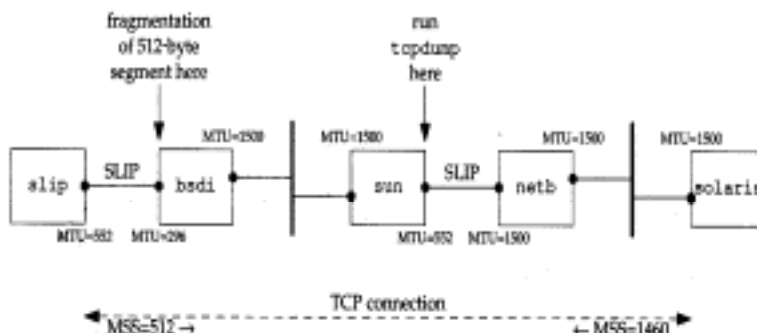 fragmentation
of 512-byte
segment here
run
tcpdump
here
MTU=1500
MTU=1500
MTU=1500
MTU=1500
slip
SLIP
bsdi
sun
SLIP
netb
solaris
MTU=552
MTU=296
MTU=552
MTU=1500
TCP connection
MSS=512 →
← MSS=1460